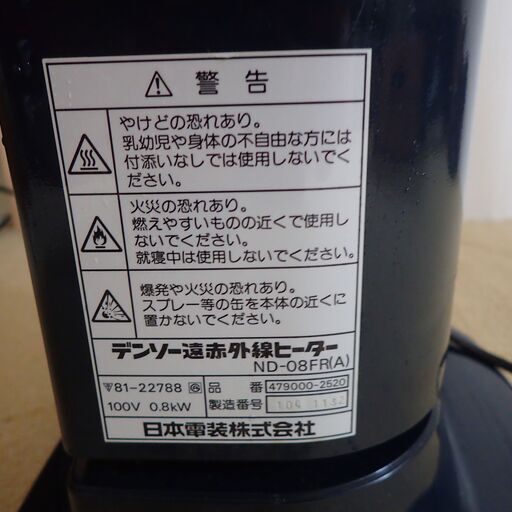 警告
やけどの恐れあり。
乳幼児や身体の不自由な方には
付添いなしでは使用しないでく
ださい。
火災の恐れあり。
燃えやすいものの近くで使用し
ないでください。
就寝中は使用しないでください。
爆発や火災の恐れあり。
スプレー等の缶を本体の近くに
置かないでください。
デンソー遠赤外線ヒーター
ND-08FR(A)
81-22788 品番 479000-2520
100V 0.8kW 製造番号
日本電装株式会社